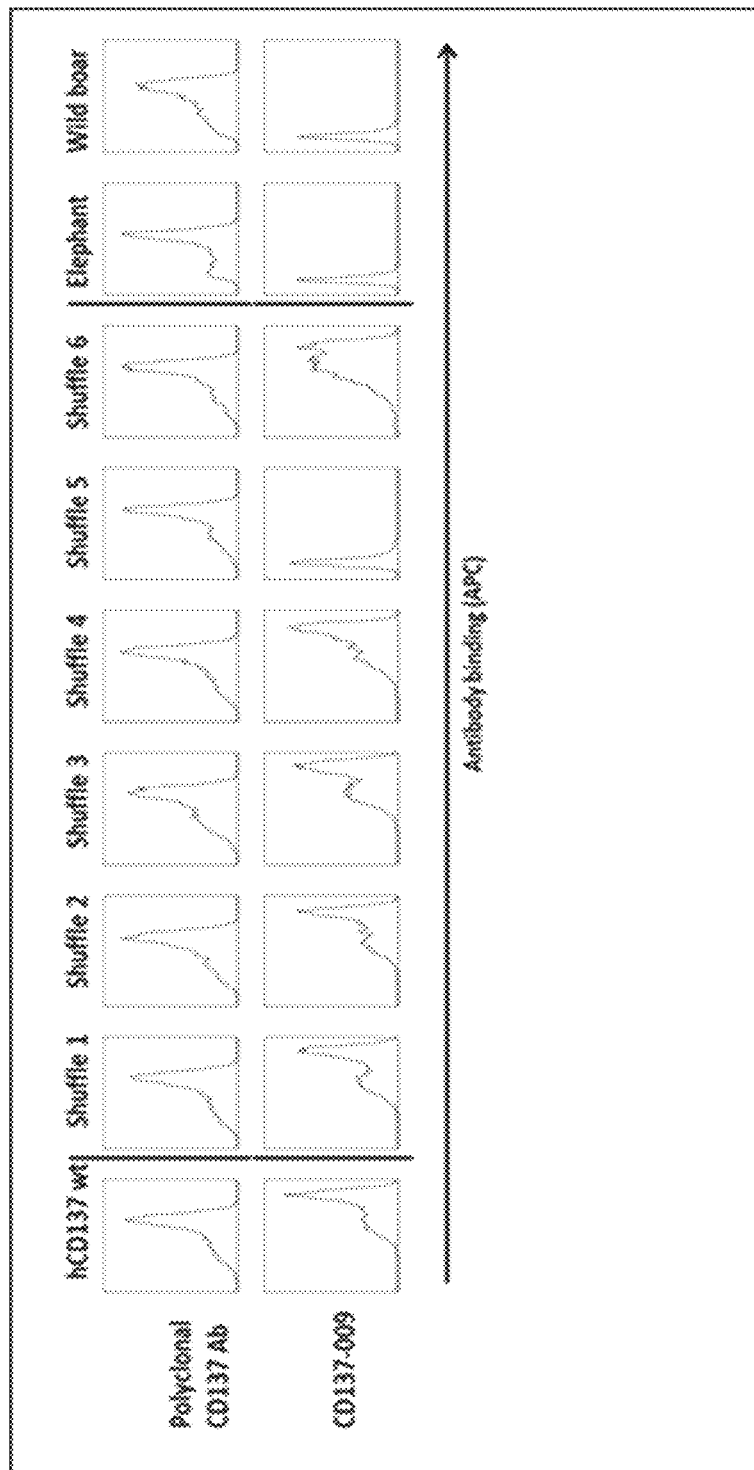 hCD137 wt
Shuffle 1
Shuffle 2
Shuffle 3
Shuffle 4
Shuffle 5
Shuffle 6
Elephant
Wild boar
Polyclonal
CD137 Ab
CD137-009
Antibody binding (APC)